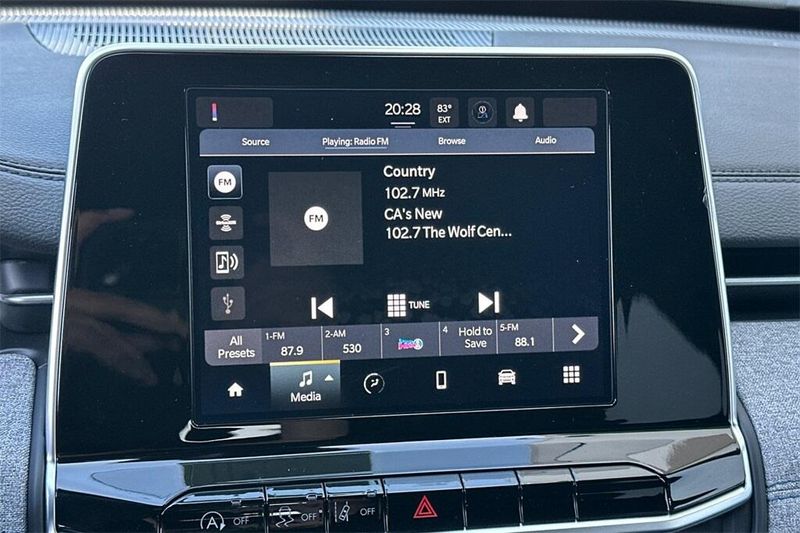 20:28
83°
EXT
Source
Playing: Radio FM
Browse
Audio
FM
FM
Country
102.7 MHz
CA's New
102.7 The Wolf Cen...
TUNE
All
Presets
1-FM
87.9
2-AM
530
3
4
Hold to
Save
5-FM
88.1
Media
A OFF
OFF
OFF